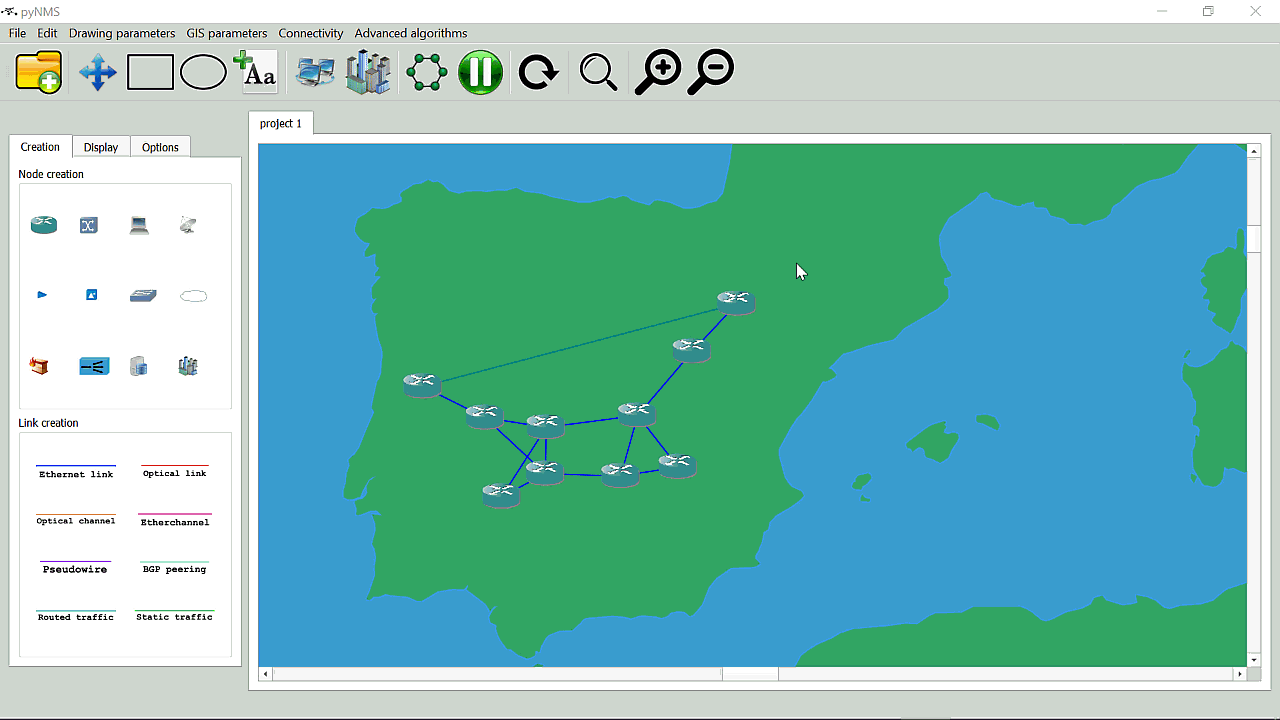 pyNMS
File Edit Drawing parameters GIS parameters Connectivity Advanced algorithms
Aa
project 1
Creation Display Options
Node creation
Link creation
Ethernet link Optical link
Optical channel Etherchannel
Pseudowire BGP peering
Routed traffic Static traffic